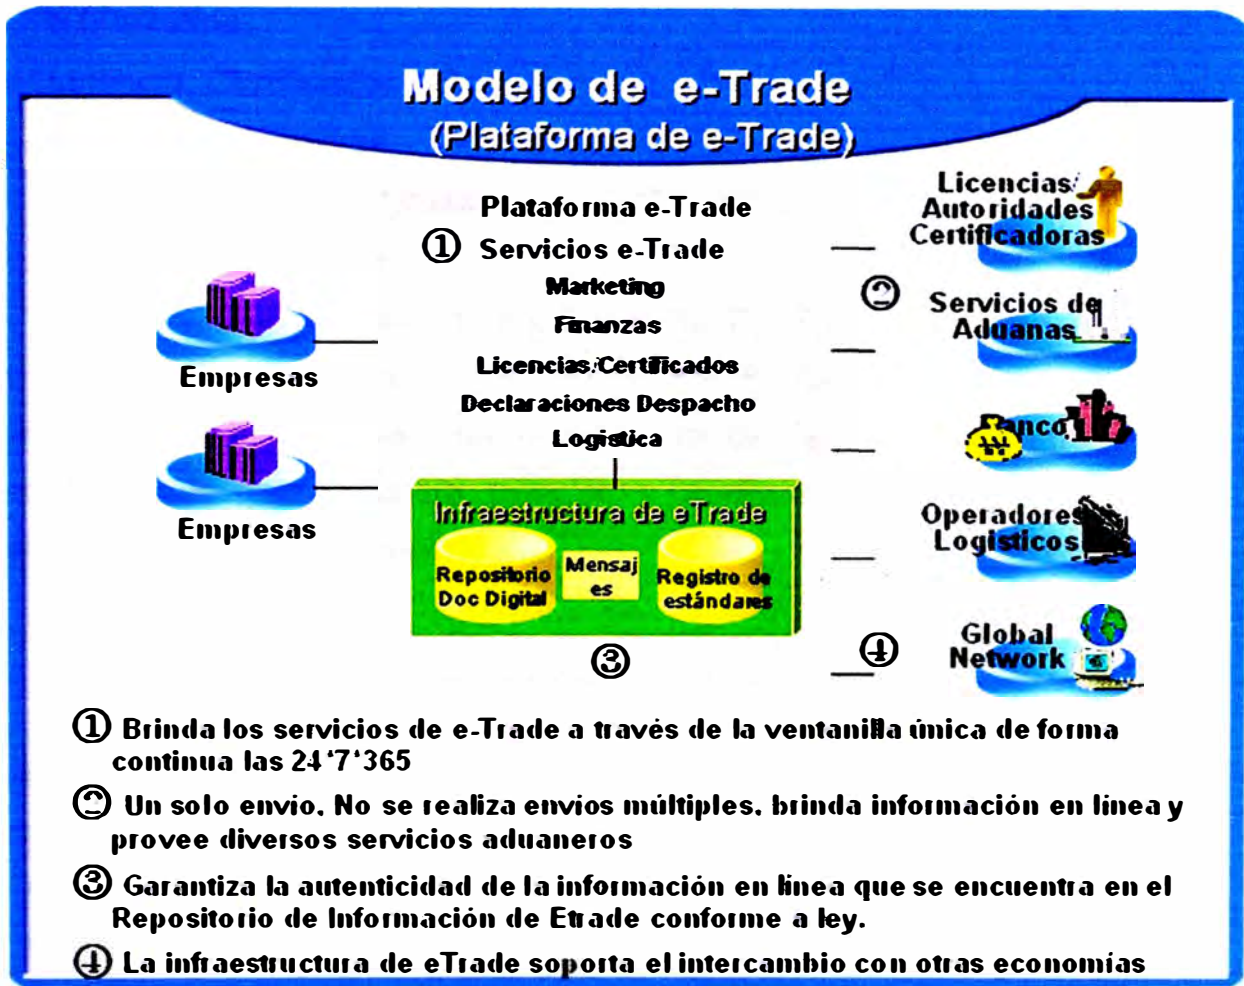 Modelo de e-Trade
(Plataforma de e-Trade)
Plataforma e-Trade
① Servicios e-Trade
Marketing
Finanzas
Licencias/Certificados
Declaraciones Despacho
Logistica
Empresas
Empresas
Infraestructura de eTrade
Repositorio
Doc Digital
Mensaj
es
Registro de
estándares
③
Licencias/
Autoridades
Certificadoras
②
Servicios de
Aduanas
Operadores
Logisticos
④
Global
Network
① Brinda los servicios de e-Trade a través de la ventanilla única de forma
continua las 24*7*365
② Un solo envío. No se realiza envios múltiples. brinda información en línea y
provee diversos servicios aduaneros
③ Garantiza la autenticidad de la información en línea que se encuentra en el
Repositorio de Información de Etrade conforme a ley.
④ La infraestructura de eTrade soporta el intercambio con otras economías